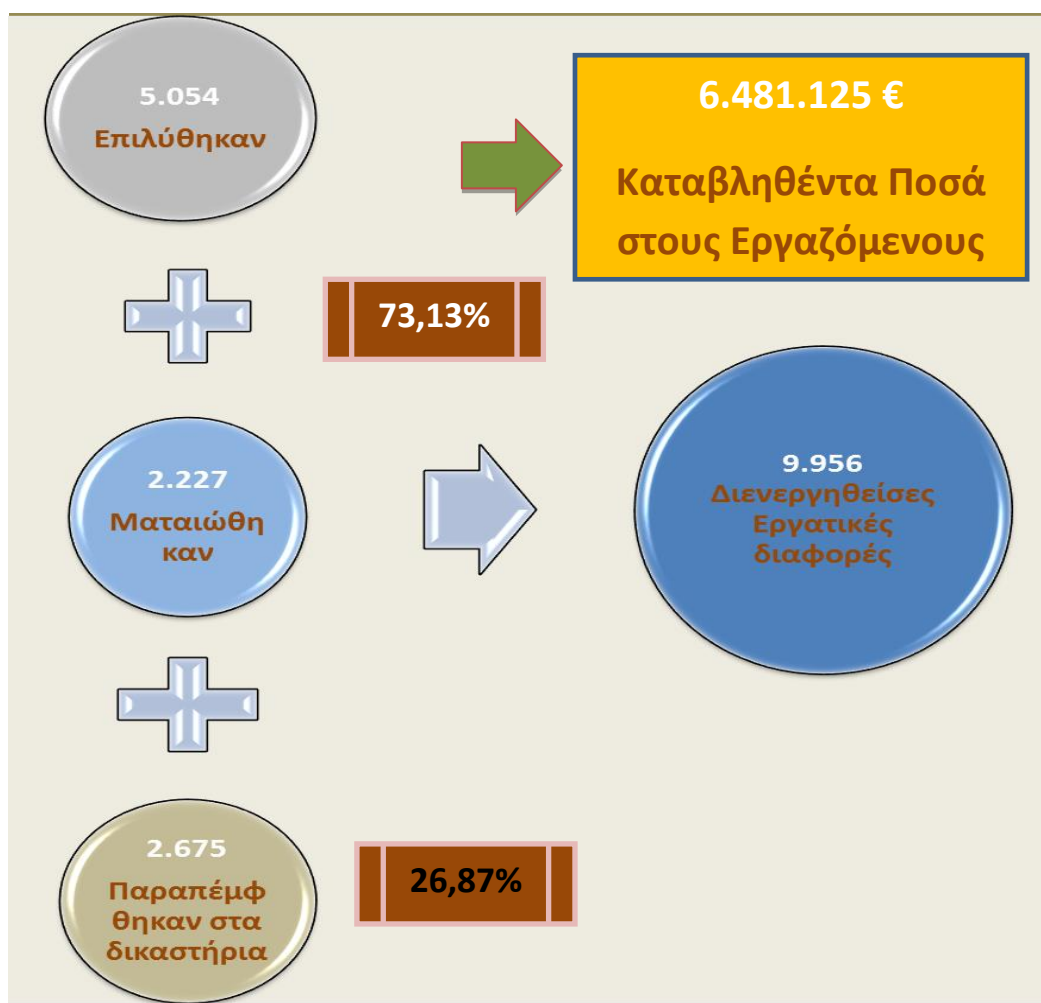 5.054
Επιλύθηκαν
6.481.125 €
Καταβληθέντα Ποσά
στους Εργαζόμενους
73,13%
2.227
Ματαιώθη
καν
9.956
Διενεργηθείσες
Εργατικές
διαφορές
2.675
Παραπέμφ
θηκαν στα
δικαστήρια
26,87%